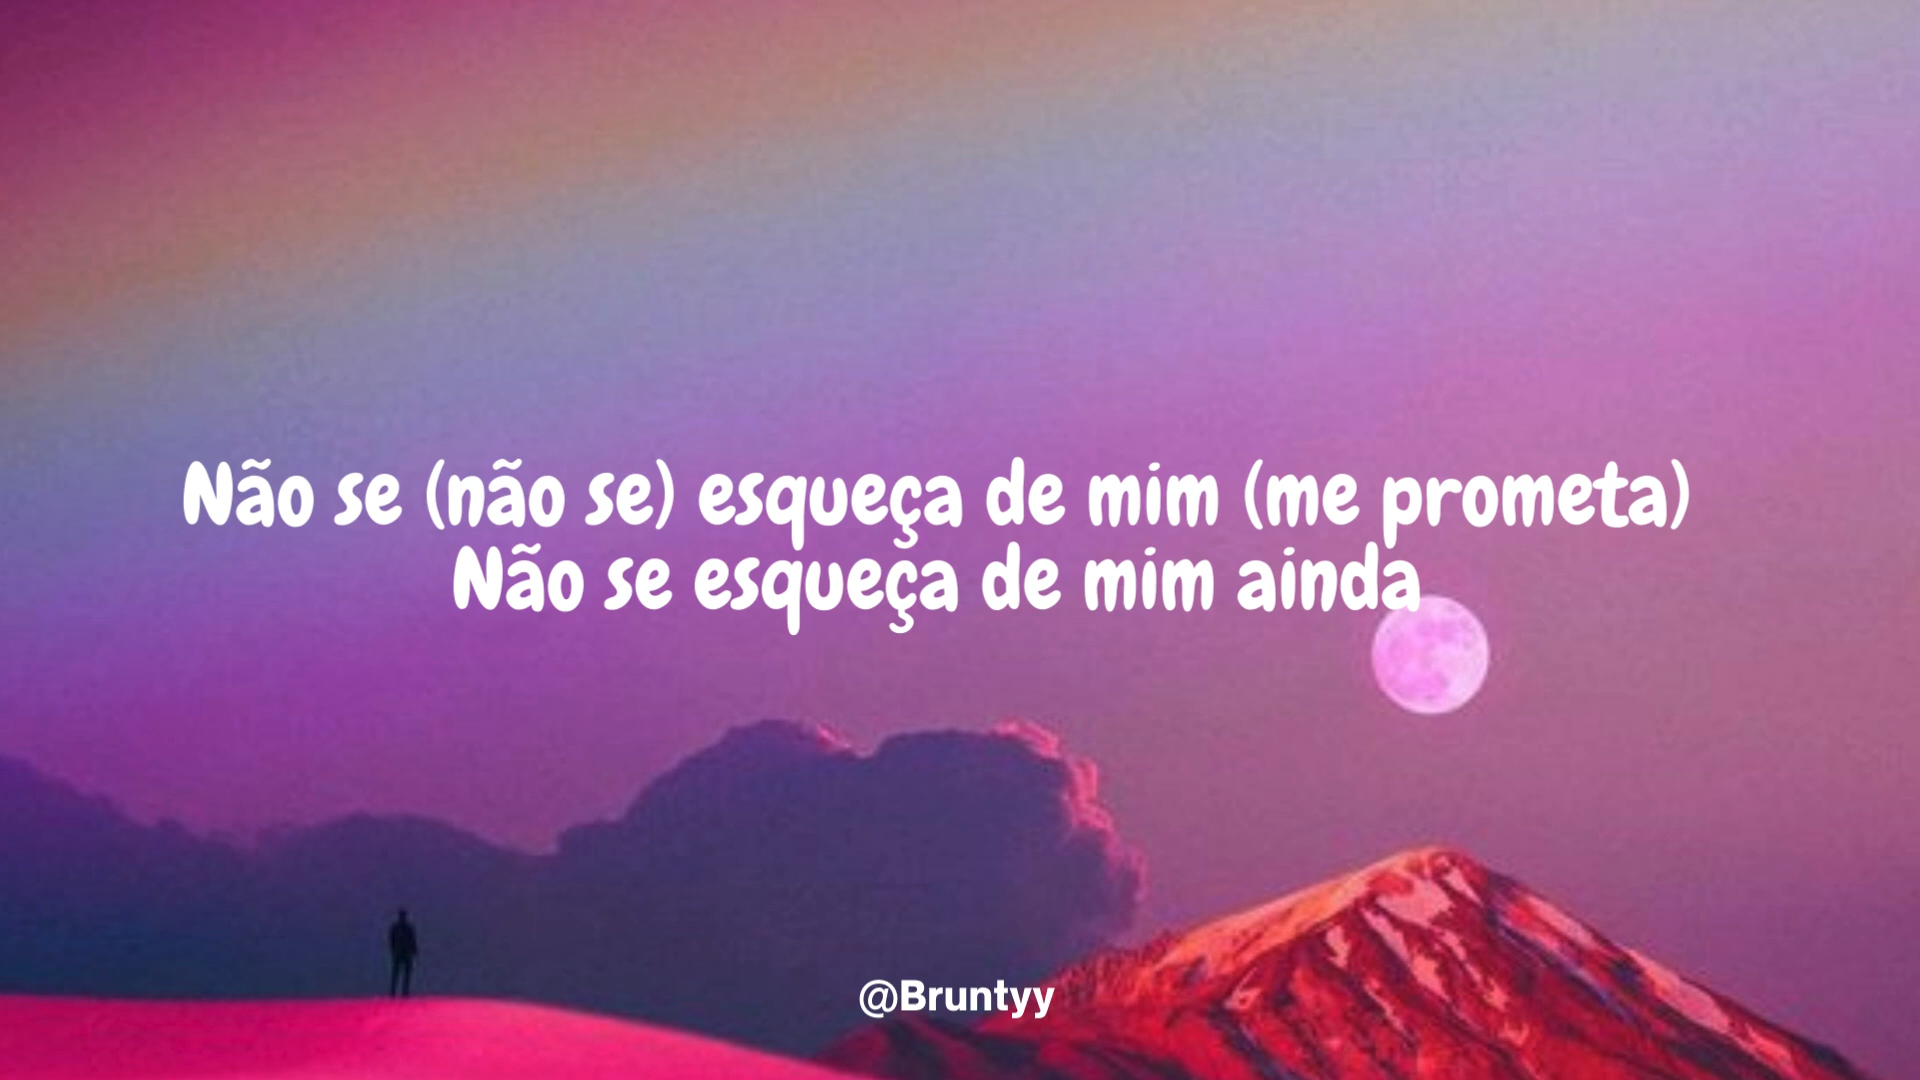 Não se (não se) esqueça de mim (me prometa)
Não se esqueça de mim ainda
@Bruntyy